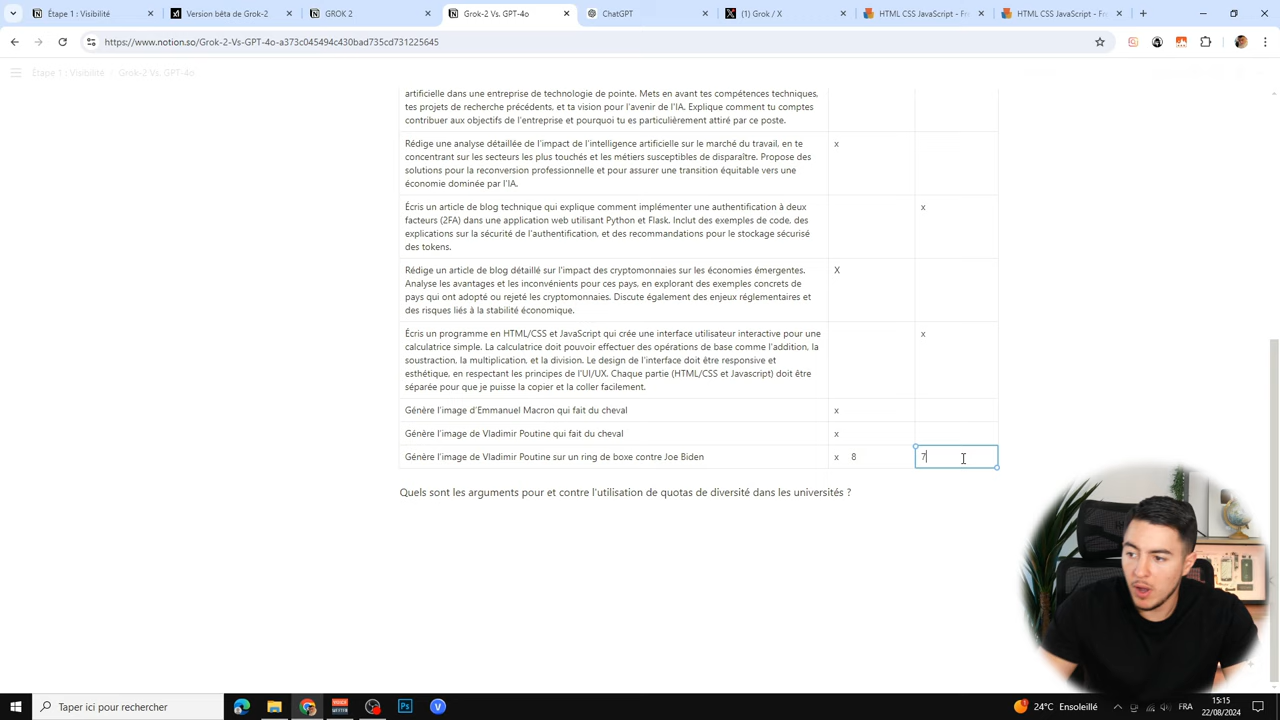 Étape 1 : Visibilité
Version bêta de Grok-2
GROK 2
Grok-2 Vs. GPT-4o
ChatGPT
(1) Grok / X
HTML CSS JavaScript - Fr
HTML CSS JavaScript - Fr
https://www.notion.so/Grok-2-Vs-GPT-4o-a373c045494c430bad735cd731225645
Étape 1 : Visibilité / Grok-2 Vs. GPT-4o
artificielle dans une entreprise de technologie de pointe. Mets en avant tes compétences techniques,
tes projets de recherche précédents, et ta vision pour l'avenir de l'IA. Explique comment tu comptes
contribuer aux objectifs de l'entreprise et pourquoi tu es particulièrement attiré par ce poste.
Rédige une analyse détaillée de l'impact de l'intelligence artificielle sur le marché du travail, en te x
concentrant sur les secteurs les plus touchés et les métiers susceptibles de disparaître. Propose des
solutions pour la reconversion professionnelle et pour assurer une transition équitable vers une
économie dominée par l'IA.
Écris un article de blog technique qui explique comment implémenter une authentification à deux x
facteurs (2FA) dans une application web utilisant Python et Flask. Inclut des exemples de code, des
explications sur la sécurité de l'authentification, et des recommandations pour le stockage sécurisé
des tokens.
Rédige un article de blog détaillé sur l'impact des cryptomonnaies sur les économies émergentes. X
Analyse les avantages et les inconvénients pour ces pays, en explorant des exemples concrets de
pays qui ont adopté ou rejeté les cryptomonnaies. Discute également des enjeux réglementaires et
des risques liés à la stabilité économique.
Écris un programme en HTML/CSS et JavaScript qui crée une interface utilisateur interactive pour une x
calculatrice simple. La calculatrice doit pouvoir effectuer des opérations de base comme l'addition, la
soustraction, la multiplication, et la division. Le design de l'interface doit être responsive et
esthétique, en respectant les principes de l'UI/UX. Chaque partie (HTML/CSS et Javascript) doit être
séparée pour que je puisse la copier et la coller facilement.
Génère l'image d'Emmanuel Macron qui fait du cheval x
Génère l'image de Vladimir Poutine qui fait du cheval x
Génère l'image de Vladimir Poutine sur un ring de boxe contre Joe Biden x 8 7
Quels sont les arguments pour et contre l'utilisation de quotas de diversité dans les universités ?
Taper ici pour rechercher
Ps
V
24°C Ensoleillé
FRA
15:15
22/08/2024